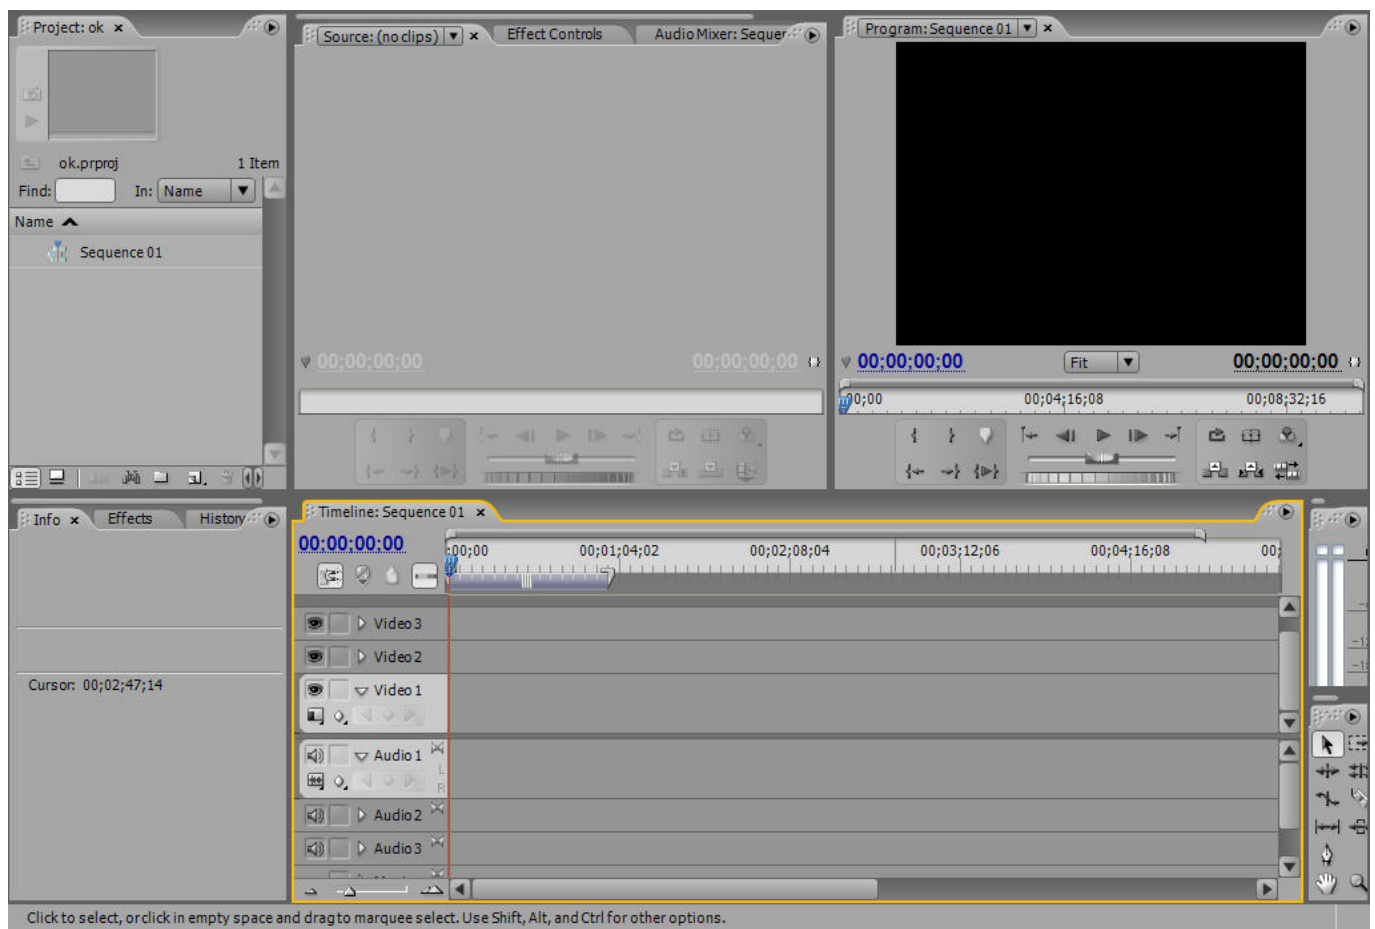 Project: ok
ok.prproj
1 Item
Find:
In: Name
Name
Sequence 01
Source: (no clips)
Effect Controls
Audio Mixer: Sequer
00;00;00;00
00;00;00;00
Program: Sequence 01
00;00;00;00
Fit
00;00;00;00
00;00
00;04;16;08
00;08;32;16
Info
Effects
History
Cursor: 00;02;47;14
Timeline: Sequence 01
00;00;00;00
;00;00
00;01;04;02
00;02;08;04
00;03;12;06
00;04;16;08
00;
Video 3
Video 2
Video 1
Audio 1
L
R
Audio 2
Audio 3
Click to select, or click in empty space and drag to marquee select. Use Shift, Alt, and Ctrl for other options.